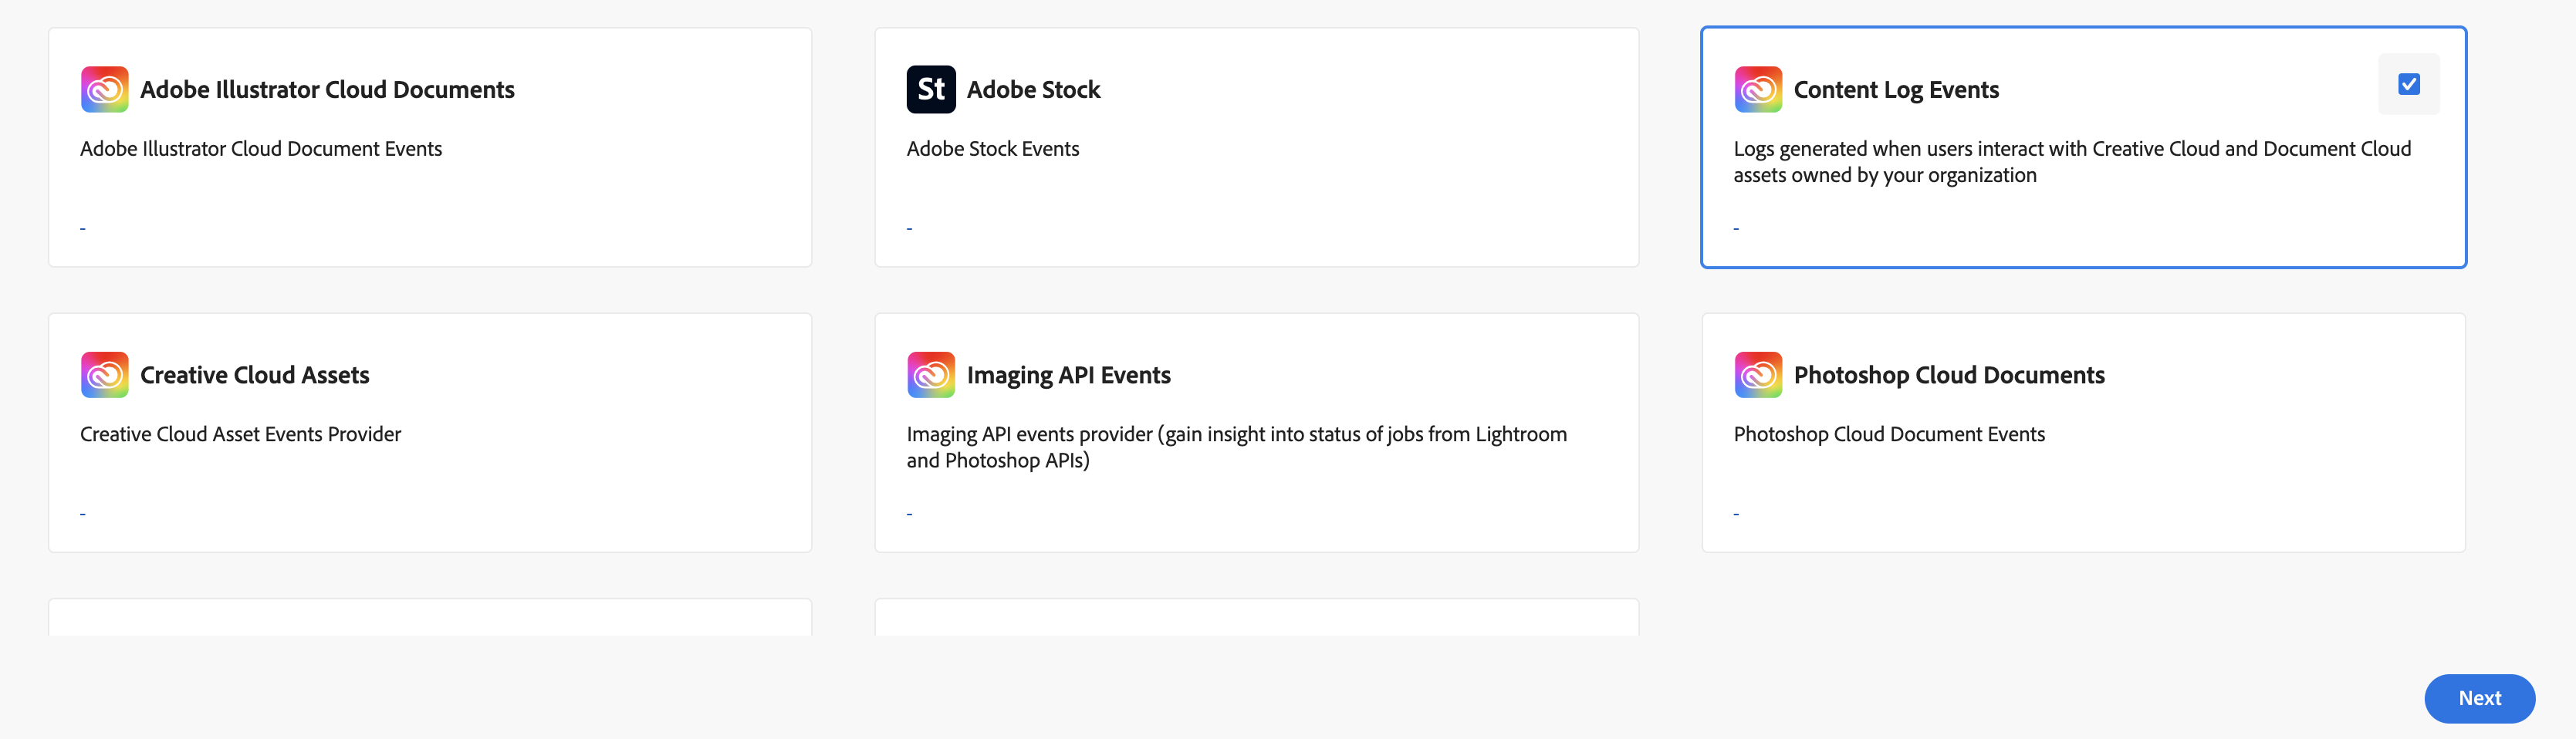 St
Adobe Illustrator Cloud Documents
Adobe Illustrator Cloud Document Events
-
Adobe Stock
Adobe Stock Events
-
Content Log Events
Logs generated when users interact with Creative Cloud and Document Cloud
assets owned by your organization
-
Creative Cloud Assets
Creative Cloud Asset Events Provider
-
Imaging API Events
Imaging API events provider (gain insight into status of jobs from Lightroom
and Photoshop APIs)
-
Photoshop Cloud Documents
Photoshop Cloud Document Events
-
Next